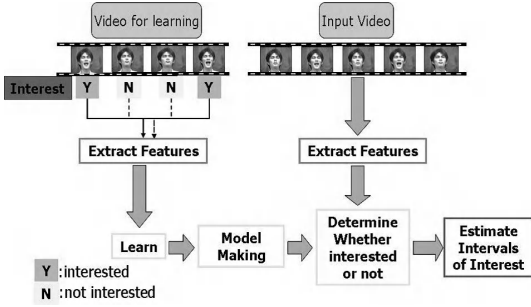 Video for learning
Input Video
Interest
Y N N Y
Extract Features
Extract Features
Learn
Model
Making
Determine
Whether
interested
or not
Estimate
Intervals
of Interest
Y :interested
N :not interested